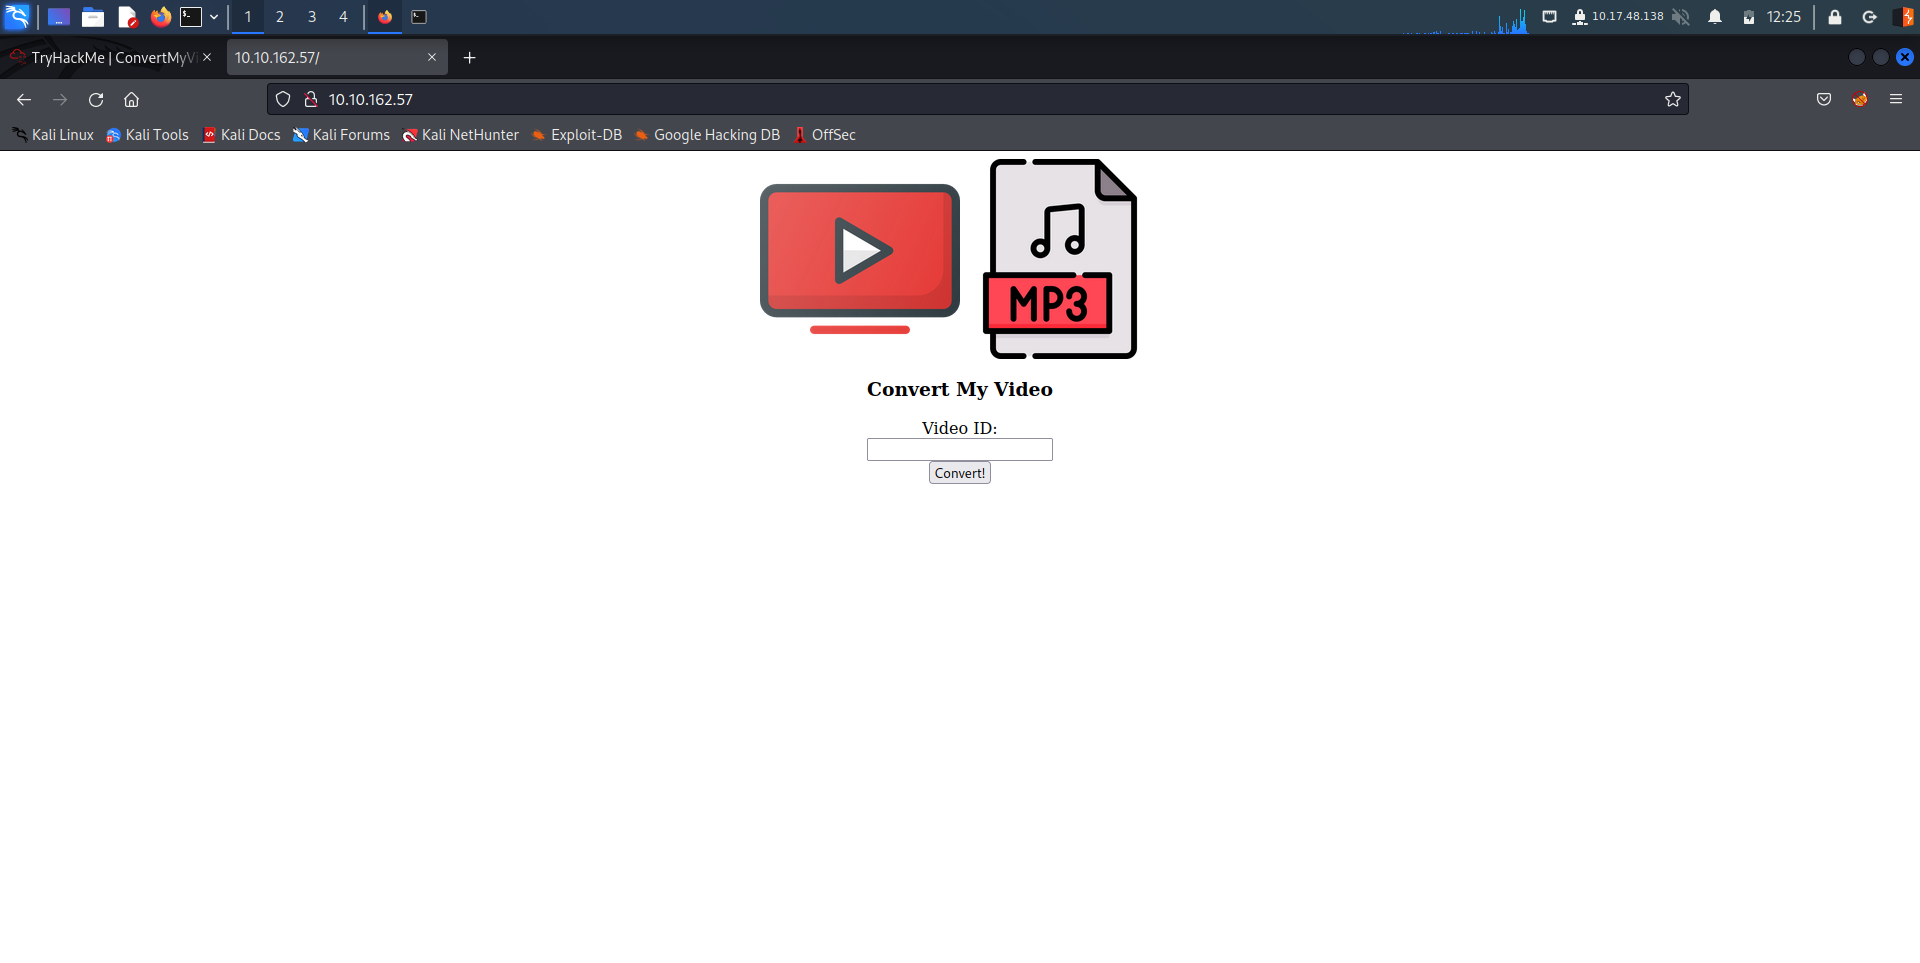 1 2 3 4 10.17.48.138 12:25
TryHackMe | ConvertMyVi 10.10.162.57/
10.10.162.57
Kali Linux Kali Tools Kali Docs Kali Forums Kali NetHunter Exploit-DB Google Hacking DB OffSec
MP3
Convert My Video
Video ID:
Convert!